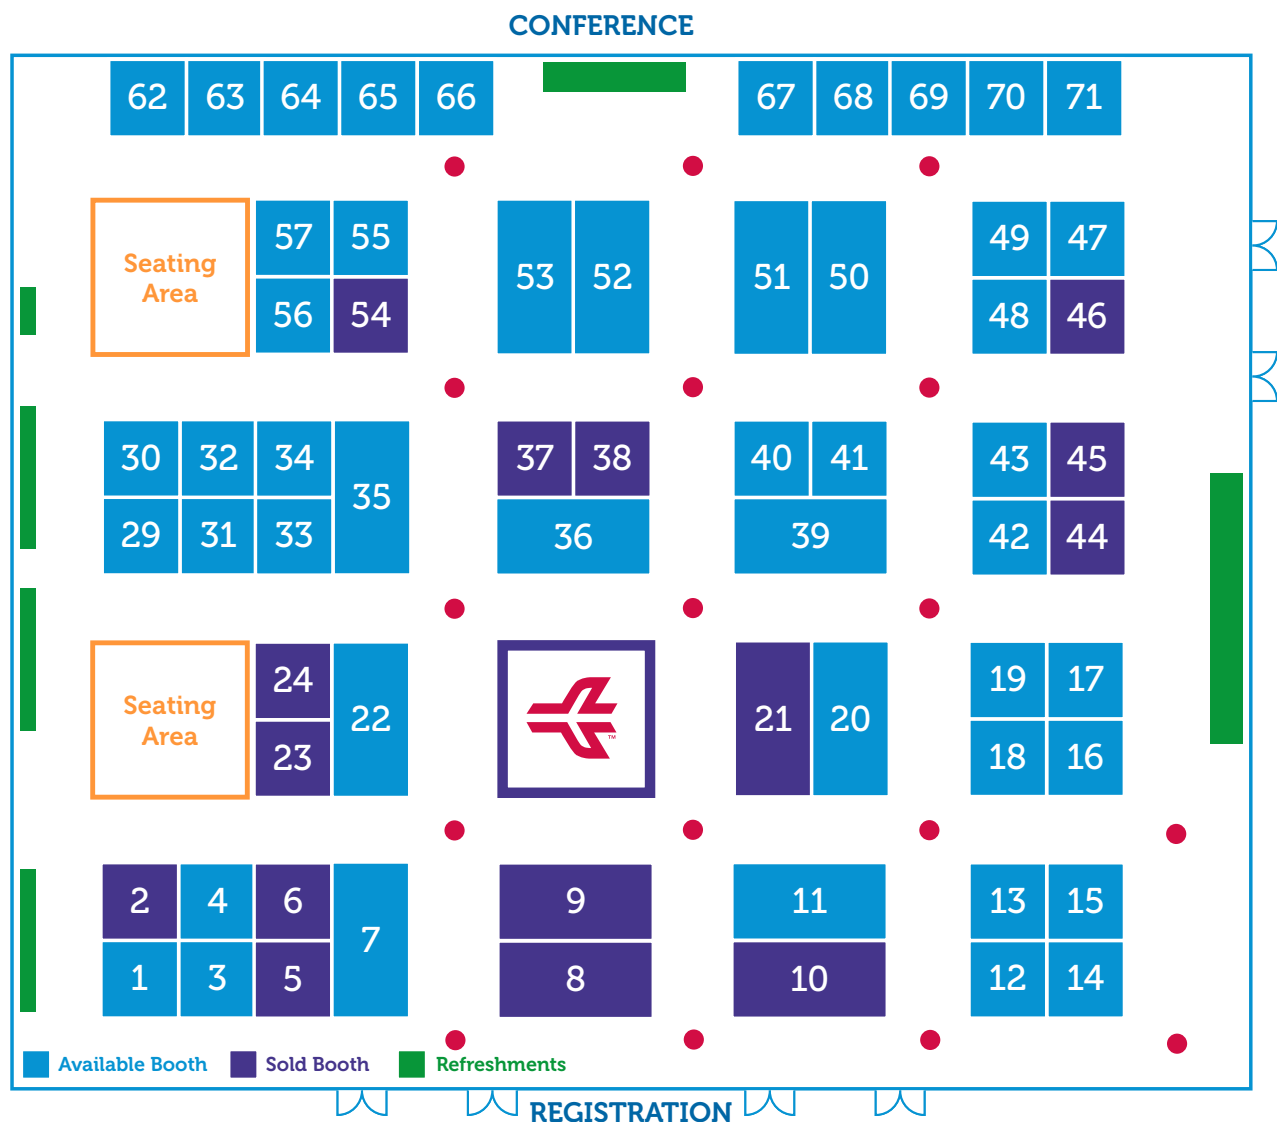 CONFERENCE
62 63 64 65 66 67 68 69 70 71
Seating
Area
57 55
56 54
53 52
51 50
49 47
48 46
30 32 34 35
29 31 33
37 38
36
40 41
39
43 45
42 44
Seating
Area
24
23
22
TM
21 20
19 17
18 16
2 4 6 7
1 3 5
9
8
11
10
13 15
12 14
Available Booth Sold Booth Refreshments
REGISTRATION